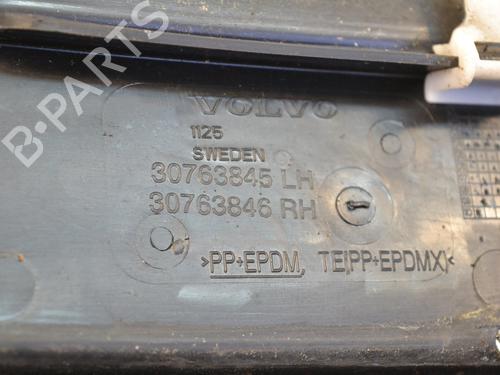 B-PARTS
VOLVO
1125
SWEDEN
30763845 LH
30763846 RH
>PP+EPDM, TE(PP+EPDMX)<